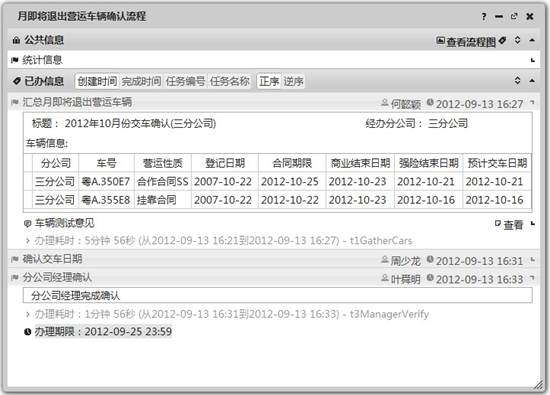 月即将退出营运车辆确认流程
公共信息 查看流程图
统计信息
已办信息 创建时间 完成时间 任务编号 任务名称 正序 逆序
汇总月即将退出营运车辆 何懿颖 2012-09-13 16:27
标题： 2012年10月份交车确认(三分公司) 经办分公司： 三分公司
车辆信息:
分公司 车号 营运性质 登记日期 合同期限 商业结束日期 强险结束日期 预计交车日期
三分公司 粤A.350E7 合作合同SS 2007-10-22 2012-10-25 2012-10-23 2012-10-21 2012-10-21
三分公司 粤A.355E8 挂靠合同 2007-10-22 2012-10-22 2012-10-23 2012-10-16 2012-10-16
车辆测试意见 查看
办理耗时：5分钟 56秒 (从2012-09-13 16:21到2012-09-13 16:27) - t1GatherCars
确认交车日期 周少龙 2012-09-13 16:31
分公司经理确认 叶舜明 2012-09-13 16:33
分公司经理完成确认
办理耗时：1分钟 56秒 (从2012-09-13 16:31到2012-09-13 16:33) - t3ManagerVerify
办理期限：2012-09-25 23:59